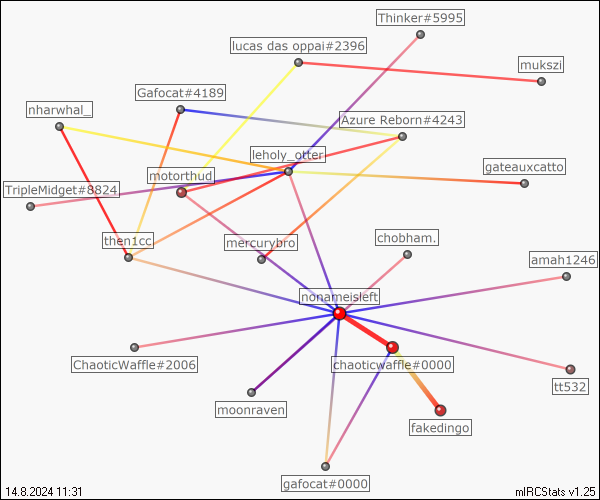 Thinker#5995
lucas das oppai#2396
mukszi
Gafocat#4189
nharwhal_
Azure Reborn#4243
leholy_otter
gateauxcatto
motorthud
TripleMidget#8824
then1cc
mercurybro
chobham.
amah1246
nonameisleft
ChaoticWaffle#2006
chaoticwaffle#0000
tt532
moonraven
fakedingo
gafocat#0000
14.8.2024 11:31
mIRCStats v1.25